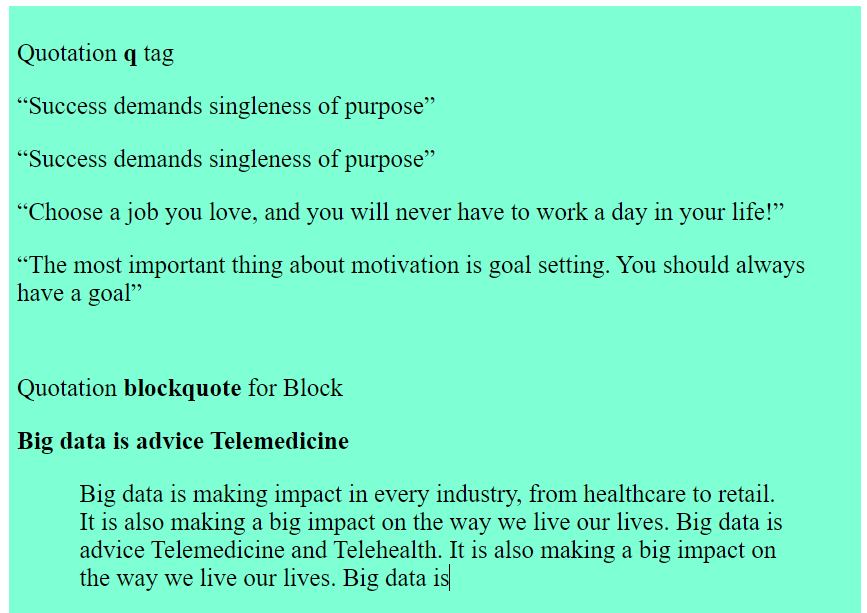 Quotation q tag
“Success demands singleness of purpose”
“Success demands singleness of purpose”
“Choose a job you love, and you will never have to work a day in your life!”
“The most important thing about motivation is goal setting. You should always
have a goal”
Quotation blockquote for Block
Big data is advice Telemedicine
Big data is making impact in every industry, from healthcare to retail.
It is also making a big impact on the way we live our lives. Big data is
advice Telemedicine and Telehealth. It is also making a big impact on
the way we live our lives. Big data is